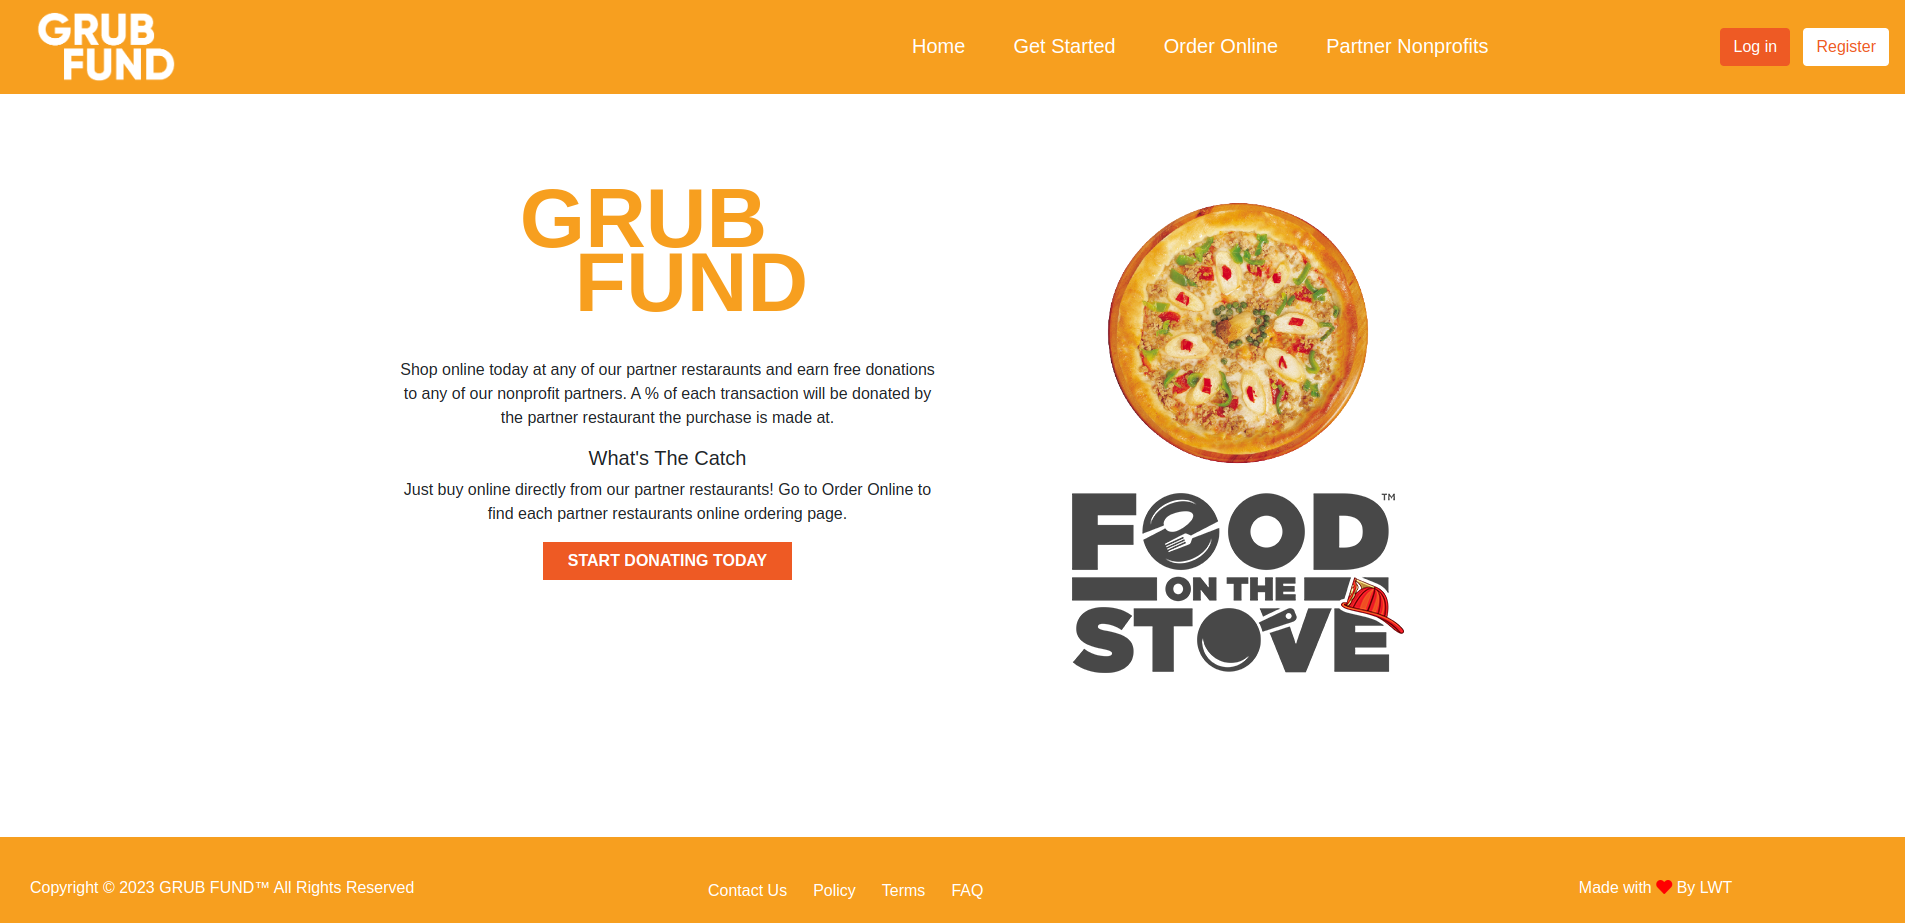 GRUB
FUND
Home Get Started Order Online Partner Nonprofits Log in Register
GRUB
FUND
Shop online today at any of our partner restaraunts and earn free donations
to any of our nonprofit partners. A % of each transaction will be donated by
the partner restaurant the purchase is made at.
What's The Catch
Just buy online directly from our partner restaurants! Go to Order Online to
find each partner restaurants online ordering page.
START DONATING TODAY
FOOD™
ON THE
STOVE
Copyright © 2023 GRUB FUND™ All Rights Reserved
Contact Us Policy Terms FAQ
Made with ❤ By LWT